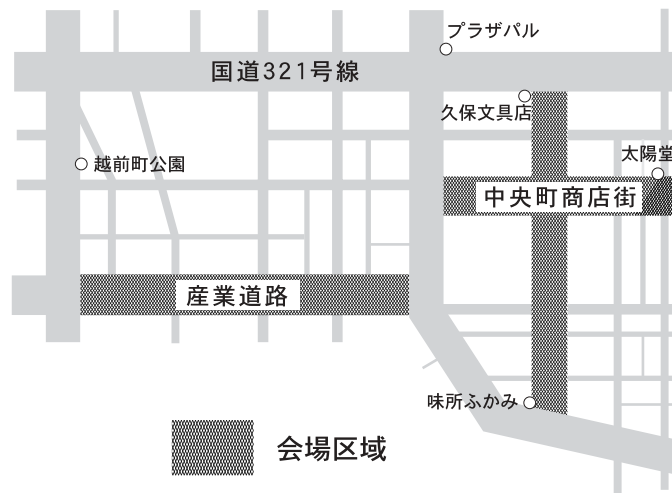 プラザパル
国道321号線
久保文具店
太陽堂
越前町公園
中央町商店街
産業道路
味所ふかみ
会場区域